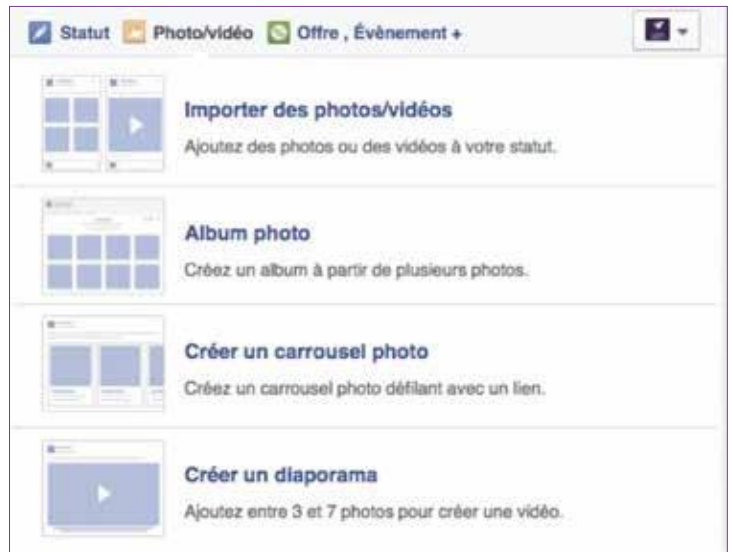 Statut Photo/vidéo Offre , Évènement +
Importer des photos/vidéos
Ajoutez des photos ou des vidéos à votre statut.
Album photo
Créez un album à partir de plusieurs photos.
Créer un carrousel photo
Créez un carrousel photo défilant avec un lien.
Créer un diaporama
Ajoutez entre 3 et 7 photos pour créer une vidéo.